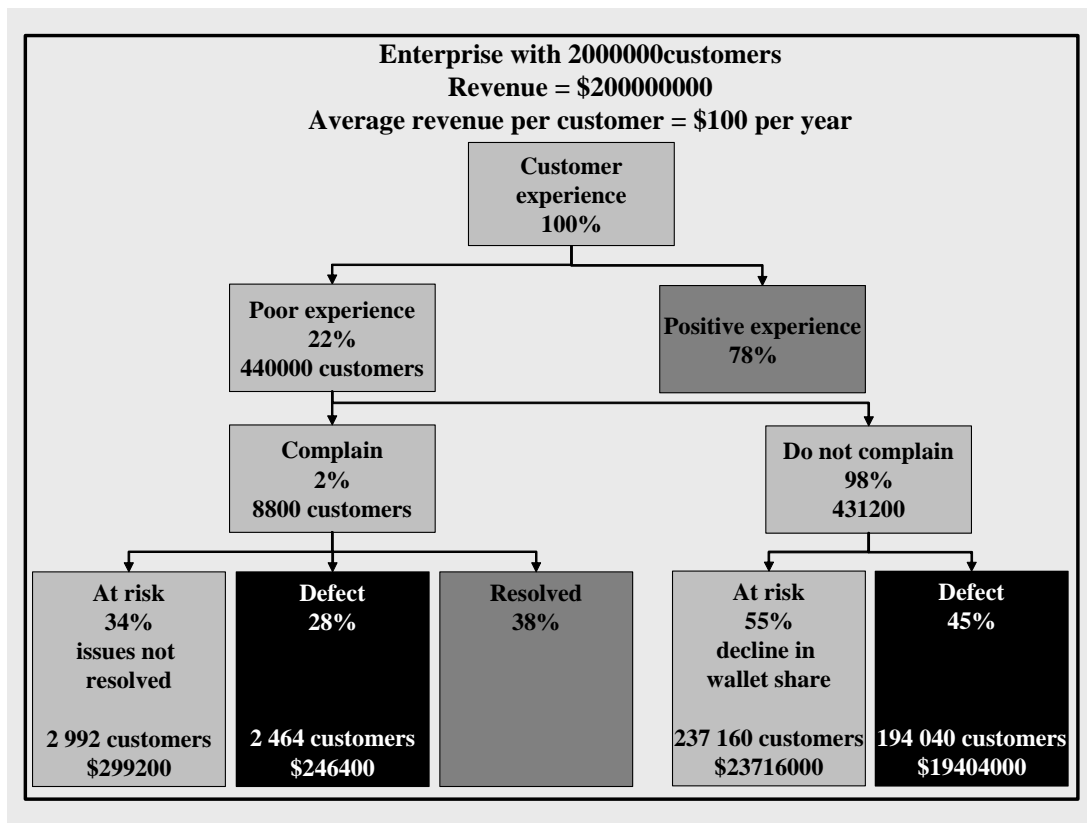 Enterprise with 2000000customers
Revenue = $200000000
Average revenue per customer = $100 per year
Customer
experience
100%
Poor experience
22%
440000 customers
Positive experience
78%
Complain
2%
8800 customers
Do not complain
98%
431200
At risk
34%
issues not
resolved
2 992 customers
$299200
Defect
28%
2 464 customers
$246400
Resolved
38%
At risk
55%
decline in
wallet share
237 160 customers
$23716000
Defect
45%
194 040 customers
$19404000